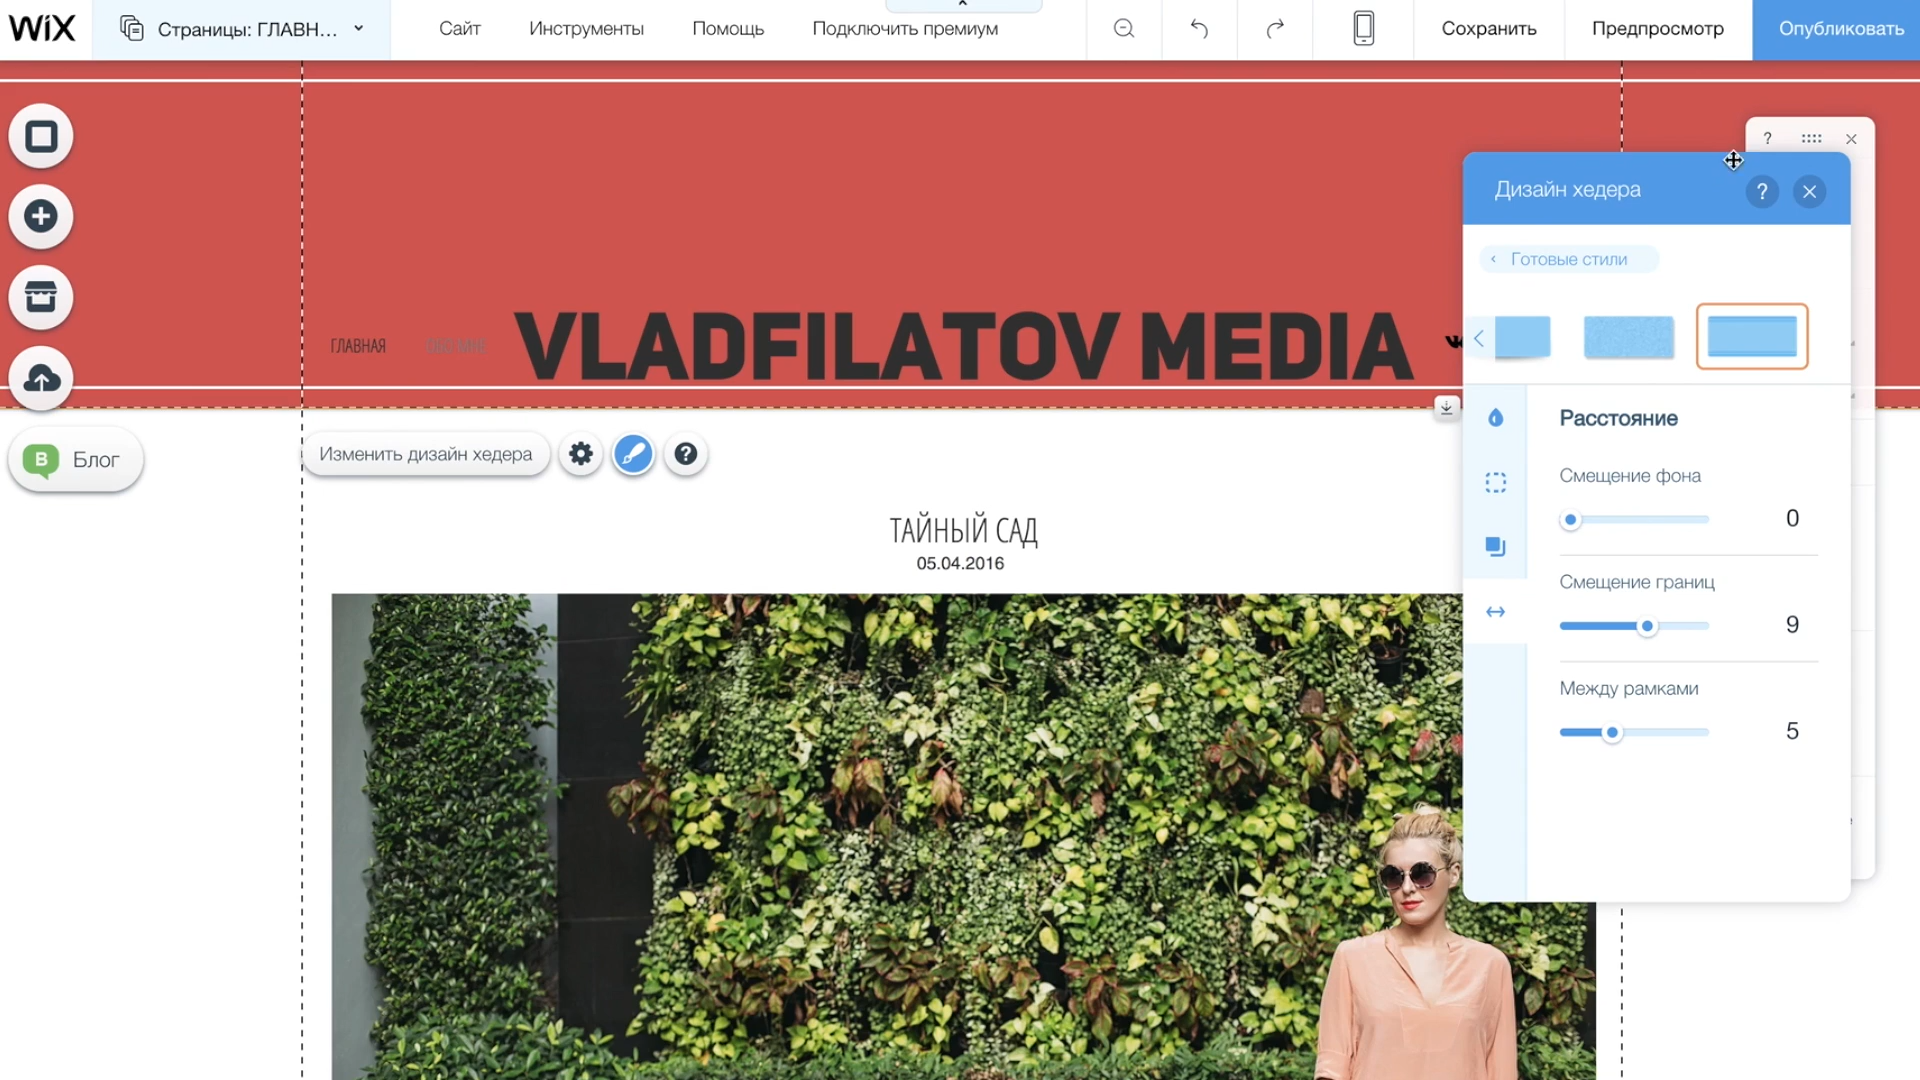 WiX
Страницы: ГЛАВН...
Сайт
Инструменты
Помощь
Подключить премиум
Сохранить
Предпросмотр
Опубликовать
?
Дизайн хедера
?
Готовые стили
ГЛАВНАЯ
VLADFILATOV MEDIA
Расстояние
Изменить дизайн хедера
?
B Блог
Смещение фона
0
ТАЙНЫЙ САД
05.04.2016
Смещение границ
9
Между рамками
5